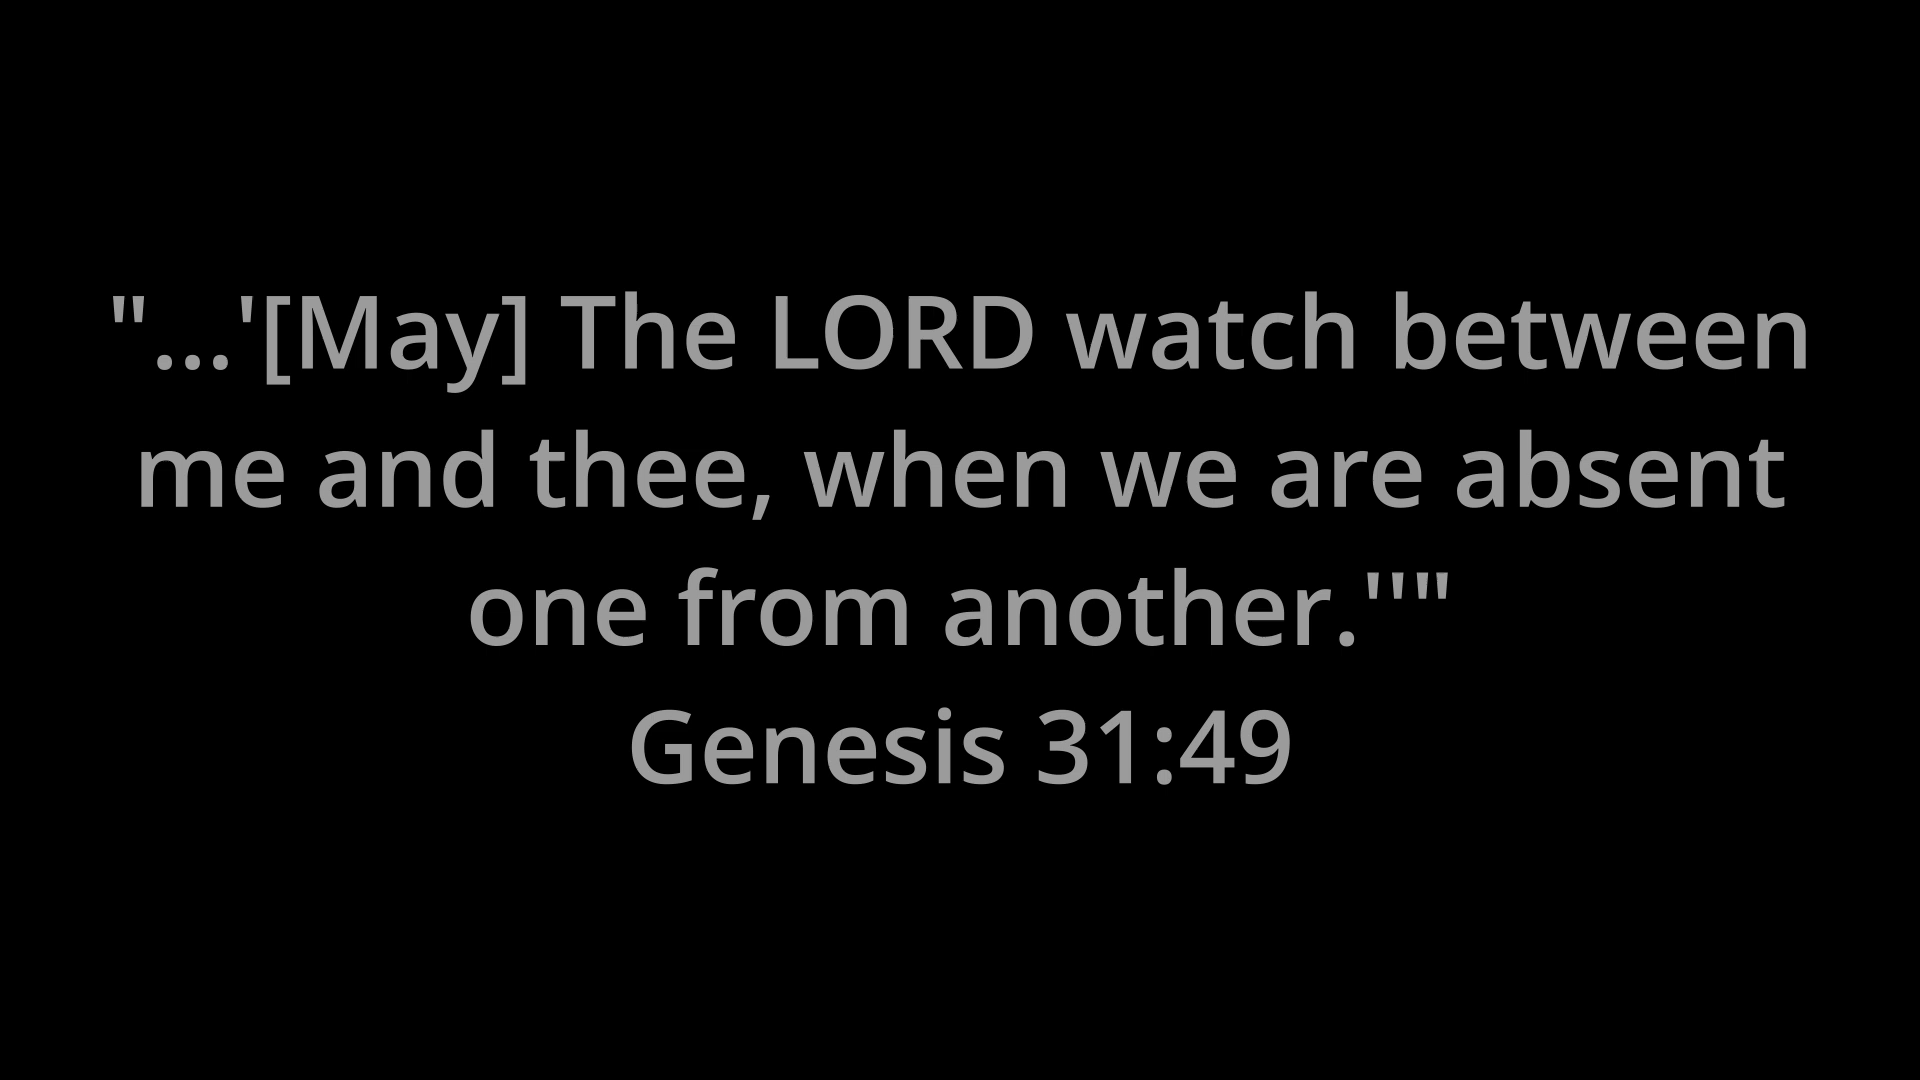 "...'[May] The LORD watch between
me and thee, when we are absent
one from another.'''"
Genesis 31:49